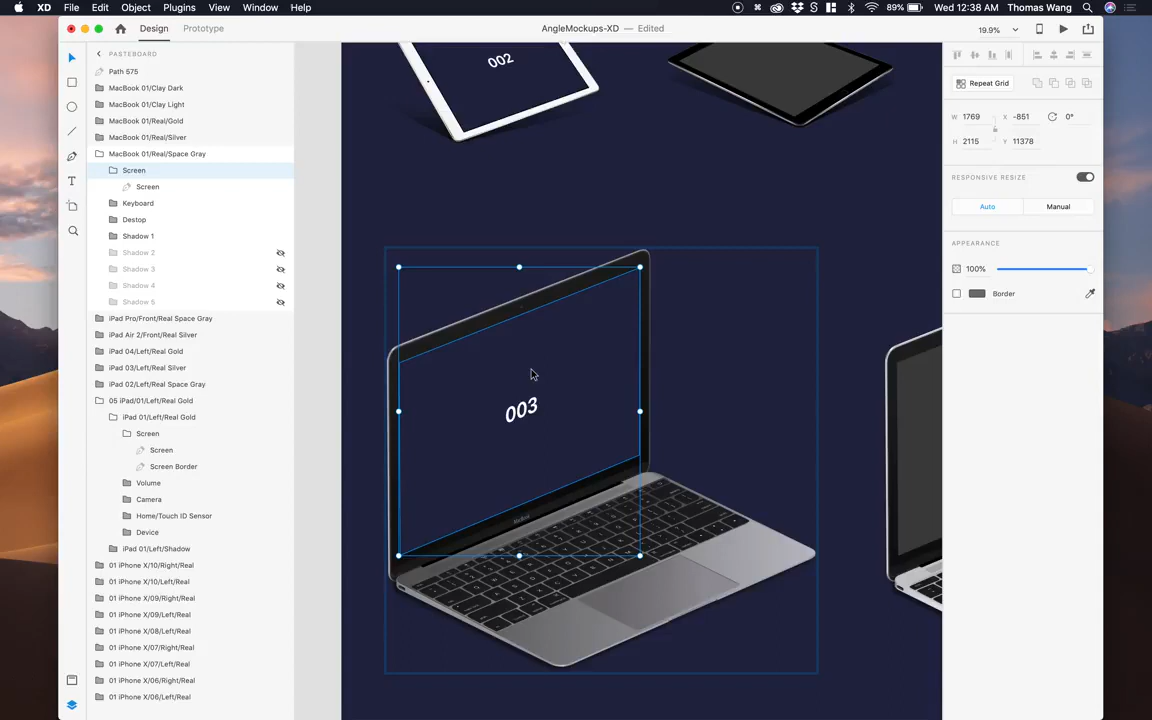 XD File Edit Object Plugins View Window Help
89% Wed 12:38 AM Thomas Wang
Design Prototype
AngleMockups-XD — Edited
19.9%
PASTEBOARD
Path 575
MacBook 01/Clay Dark
MacBook 01/Clay Light
MacBook 01/Real/Gold
MacBook 01/Real/Silver
MacBook 01/Real/Space Gray
Screen
Screen
Keyboard
Destop
Shadow 1
Shadow 2
Shadow 3
Shadow 4
Shadow 5
iPad Pro/Front/Real Space Gray
iPad Air 2/Front/Real Silver
iPad 04/Left/Real Gold
iPad 03/Left/Real Silver
iPad 02/Left/Real Space Gray
05 iPad/01/Left/Real Gold
iPad 01/Left/Real Gold
Screen
Screen
Screen Border
Volume
Camera
Home/Touch ID Sensor
Device
iPad 01/Left/Shadow
01 iPhone X/10/Right/Real
01 iPhone X/10/Left/Real
01 iPhone X/09/Right/Real
01 iPhone X/09/Left/Real
01 iPhone X/08/Left/Real
01 iPhone X/07/Right/Real
01 iPhone X/07/Left/Real
01 iPhone X/06/Right/Real
01 iPhone X/06/Left/Real
002
003
MacBook
Repeat Grid
W 1769 X -851 0°
H 2115 Y 11378
RESPONSIVE RESIZE
Auto Manual
APPEARANCE
100%
Border